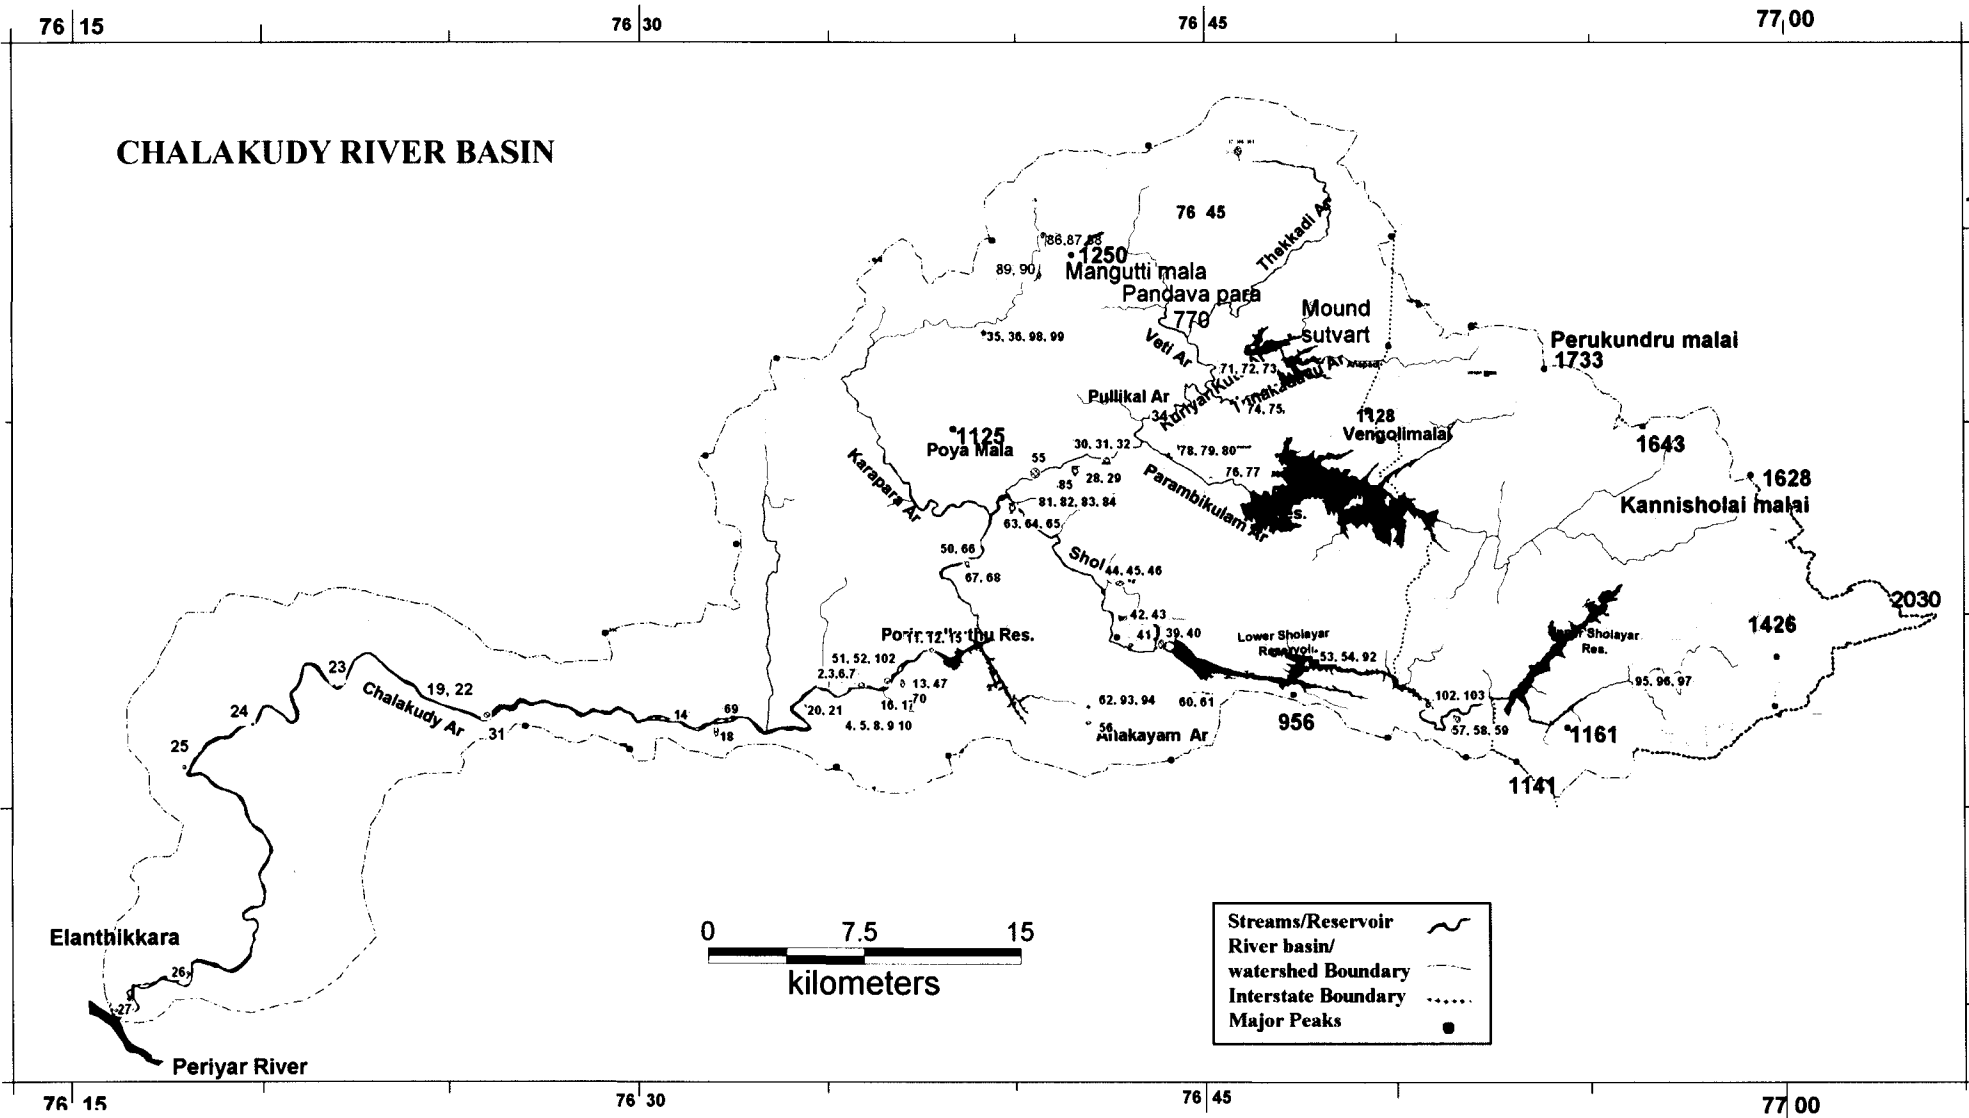 76 15
76 30
76 45
77 00
CHALAKUDY RIVER BASIN
76 45
Thekkadi Ar
86,87,88
1250
89, 90
Mangutti mala
Pandava para
770
Mound
sutvart
35, 36, 98, 99
Veti Ar
Perukundru malai
1733
71, 72, 73,
Pullikal Ar
34
74, 75,
1128
Vengolimalai
1125
Poya Mala
30, 31, 32
78, 79, 80
1643
55
28, 29
76, 77
85
1628
Karapara Ar
Parambikulam Ar
Kannisholai malai
81, 82, 83, 84
63, 64, 65
Res.
50, 66
67, 68
Shol
44, 45, 46
2030
42, 43
1426
41
39, 40
Res.
Lower Sholayar
Sholayar
Res.
53, 54, 92
51, 52, 102
2,3,6,7
23
19, 22
13, 47
70
95, 96, 97
Chalakudy Ar
24
14
69
20, 21
16, 17
62, 93, 94
60, 61
102, 103
18
4, 5, 8, 9 10
956
57, 58, 59
31
56
Anakayam Ar
1161
25
1141
Elanthikkara
26
27
Periyar River
0 7.5 15
kilometers
Streams/Reservoir
River basin/
watershed Boundary
Interstate Boundary
Major Peaks
76 15
76 30
76 45
77 00